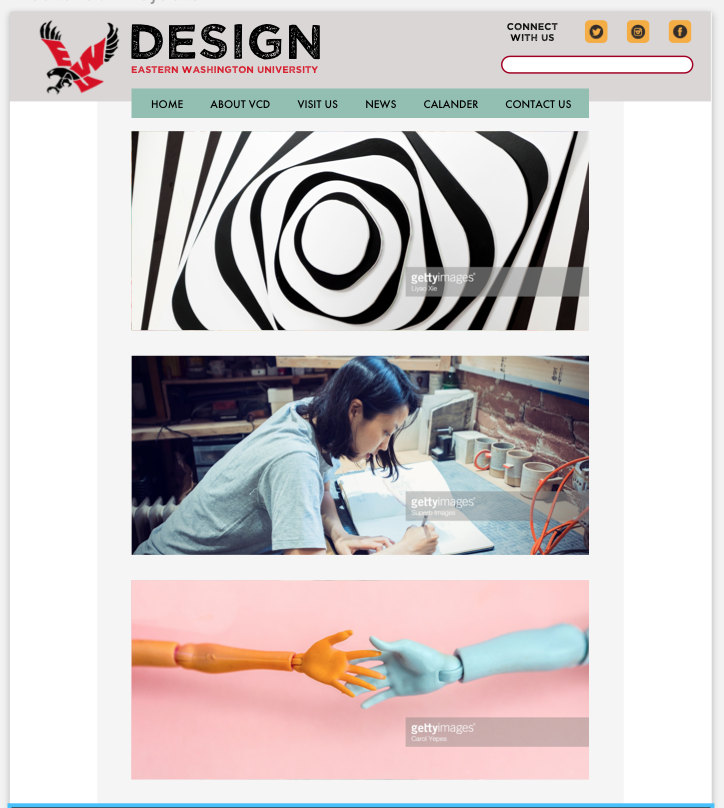 EWU
DESIGN
EASTERN WASHINGTON UNIVERSITY
CONNECT
WITH US
HOME ABOUT VCD VISIT US NEWS CALANDER CONTACT US
gettyimages®
Liyao Xie
gettyimages®
Superb Images
gettyimages®
Carol Yepes